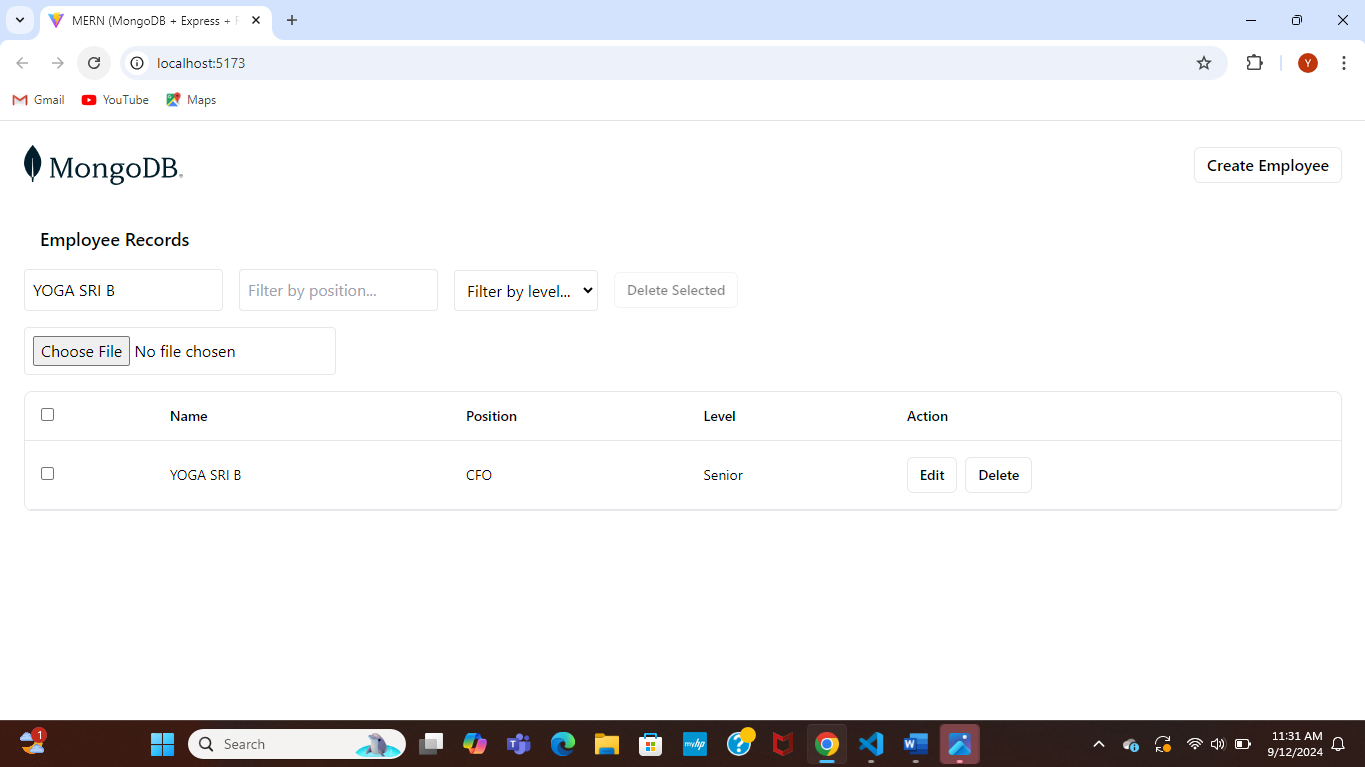 MERN (MongoDB + Express + F
localhost:5173
Y
Gmail YouTube Maps
MongoDB.
Create Employee
Employee Records
YOGA SRI B Filter by position... Filter by level... Delete Selected
Choose File No file chosen
Name Position Level Action
YOGA SRI B CFO Senior Edit Delete
1
Search
myhp
?
W
11:31 AM
9/12/2024